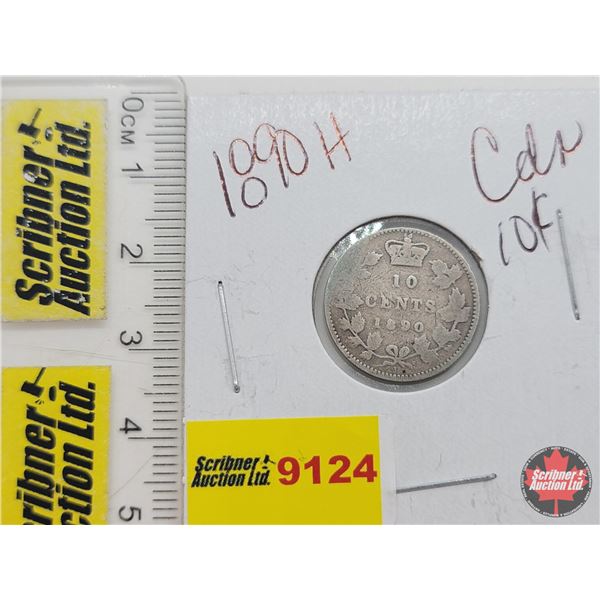 0CM 1 2 3 4 5
Scribner
Auction Ltd.
Scribner
Auction Ltd.
1890 H
Cdn
10¢
10
CENTS
1890
Scribner
Auction Ltd.
9124
Scribner
Auction Ltd.